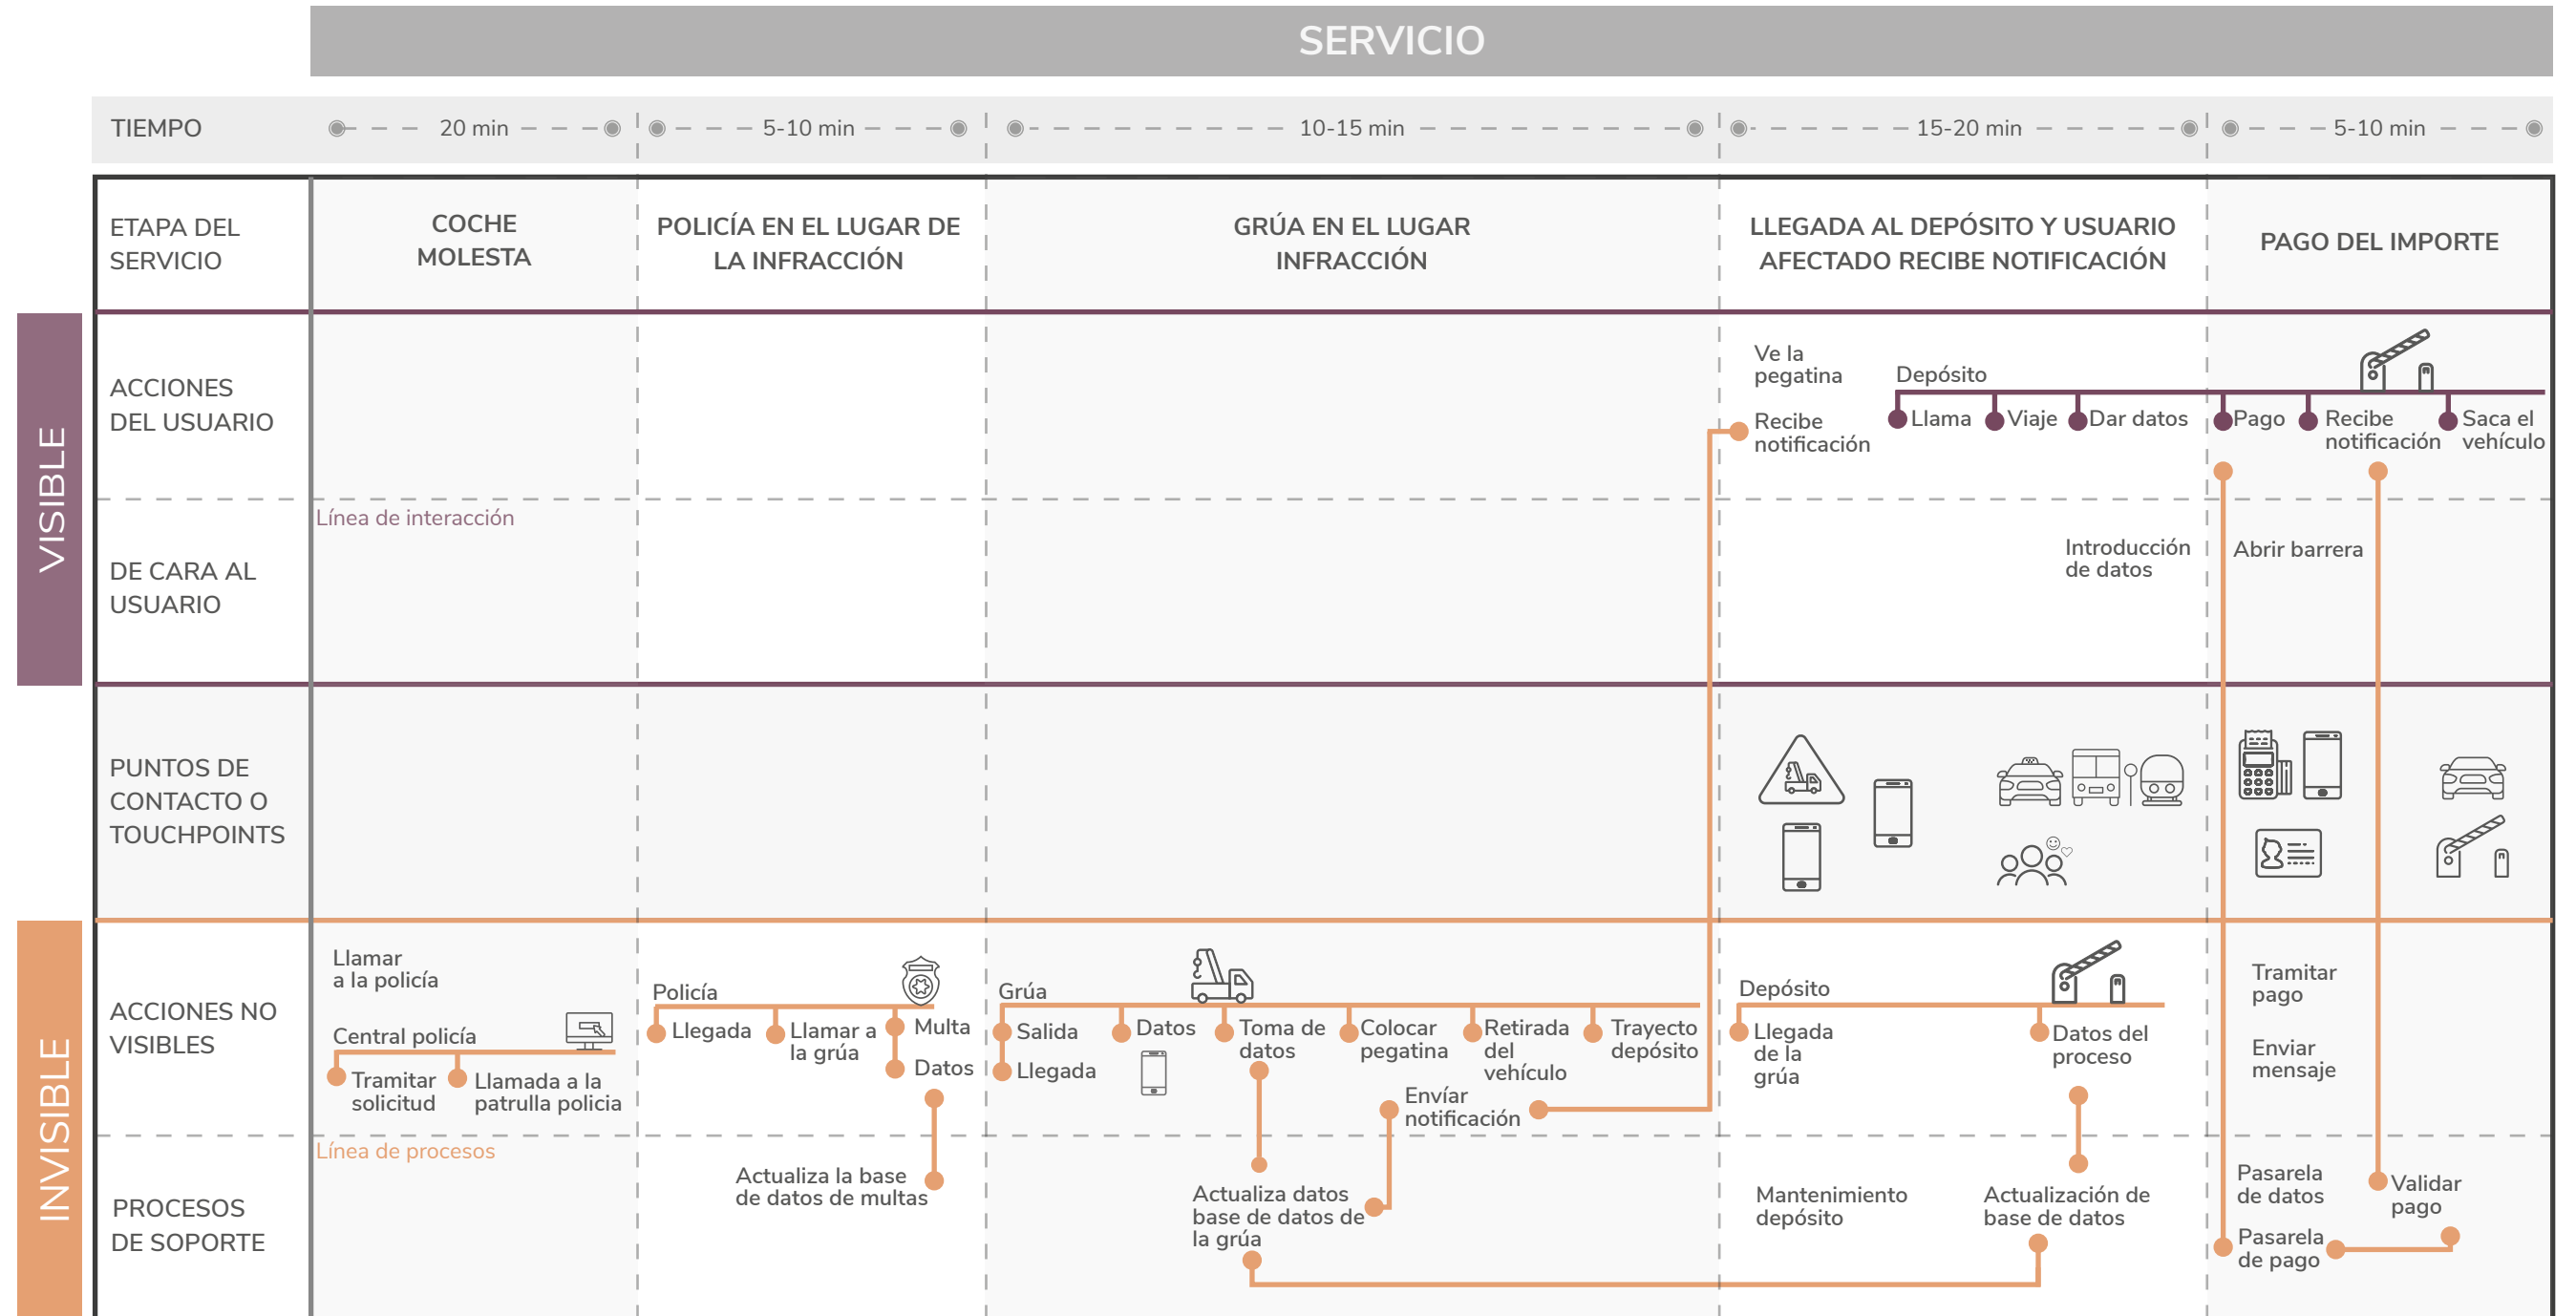 SERVICIO
TIEMPO
20 min
5-10 min
10-15 min
15-20 min
5-10 min
ETAPA DEL
SERVICIO
COCHE
MOLESTA
POLICÍA EN EL LUGAR DE
LA INFRACCIÓN
GRÚA EN EL LUGAR
INFRACCIÓN
LLEGADA AL DEPÓSITO Y USUARIO
AFECTADO RECIBE NOTIFICACIÓN
PAGO DEL IMPORTE
VISIBLE
ACCIONES
DEL USUARIO
Ve la
pegatina
Recibe
notificación
Depósito
Llama
Viaje
Dar datos
Pago
Recibe
notificación
Saca el
vehículo
Línea de interacción
DE CARA AL
USUARIO
Introducción
de datos
Abrir barrera
PUNTOS DE
CONTACTO O
TOUCHPOINTS
INVISIBLE
ACCIONES NO
VISIBLES
Llamar
a la policía
Central policía
Tramitar
solicitud
Llamada a la
patrulla policia
Policía
Llegada
Llamar a
la grúa
Multa
Datos
Grúa
Salida
Llegada
Datos
Toma de
datos
Colocar
pegatina
Retirada
del
vehículo
Trayecto
depósito
Envíar
notificación
Depósito
Llegada
de la
grúa
Datos del
proceso
Tramitar
pago
Enviar
mensaje
Línea de procesos
PROCESOS
DE SOPORTE
Actualiza la base
de datos de multas
Actualiza datos
base de datos de
la grúa
Mantenimiento
depósito
Actualización de
base de datos
Pasarela
de datos
Validar
pago
Pasarela
de pago